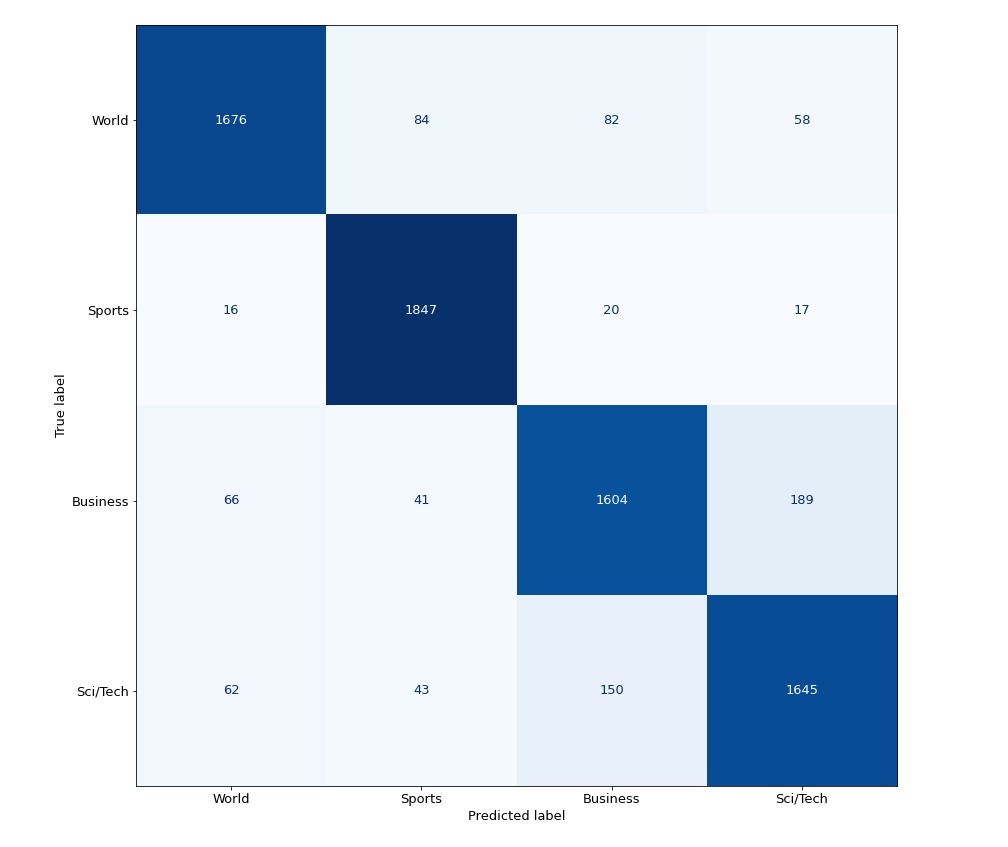 World 1676 84 82 58
Sports 16 1847 20 17
True label
Business 66 41 1604 189
Sci/Tech 62 43 150 1645
World Sports Business Sci/Tech
Predicted label